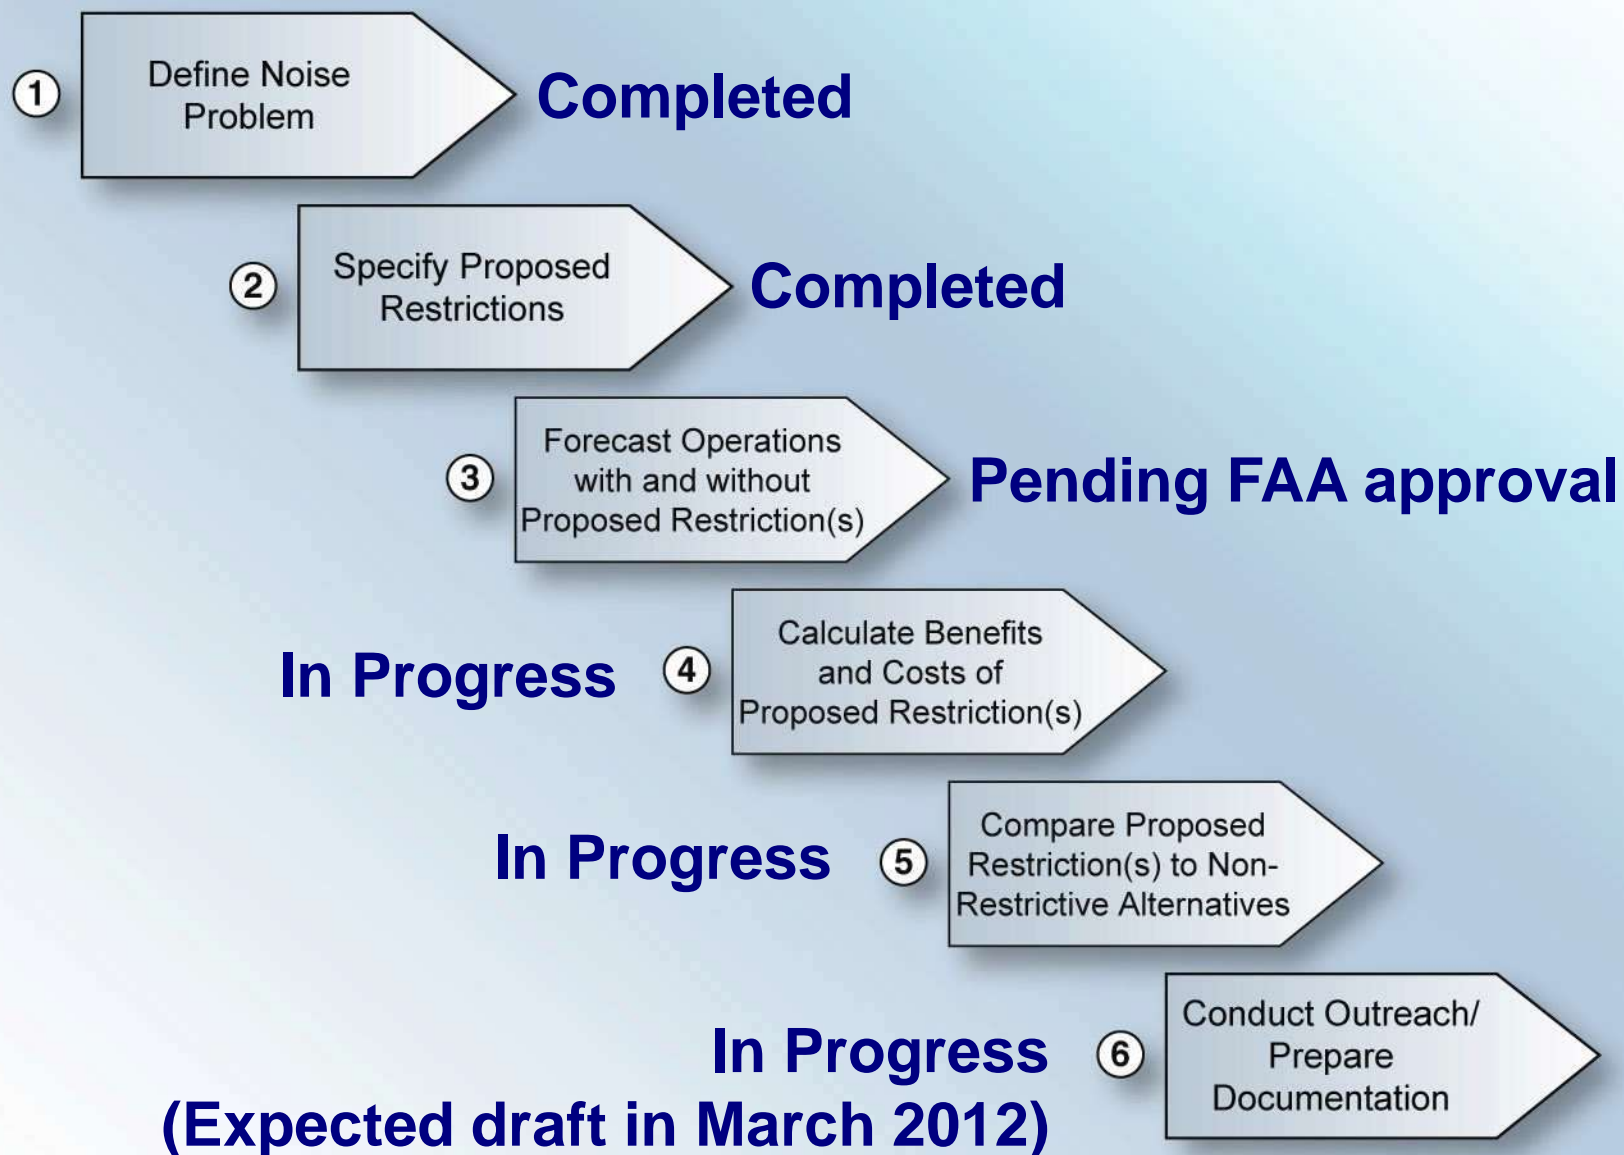 1
Define Noise
Problem
Completed
2
Specify Proposed
Restrictions
Completed
3
Forecast Operations
with and without
Proposed Restriction(s)
Pending FAA approval
In Progress
4
Calculate Benefits
and Costs of
Proposed Restriction(s)
In Progress
5
Compare Proposed
Restriction(s) to Non-
Restrictive Alternatives
In Progress
(Expected draft in March 2012)
6
Conduct Outreach/
Prepare
Documentation